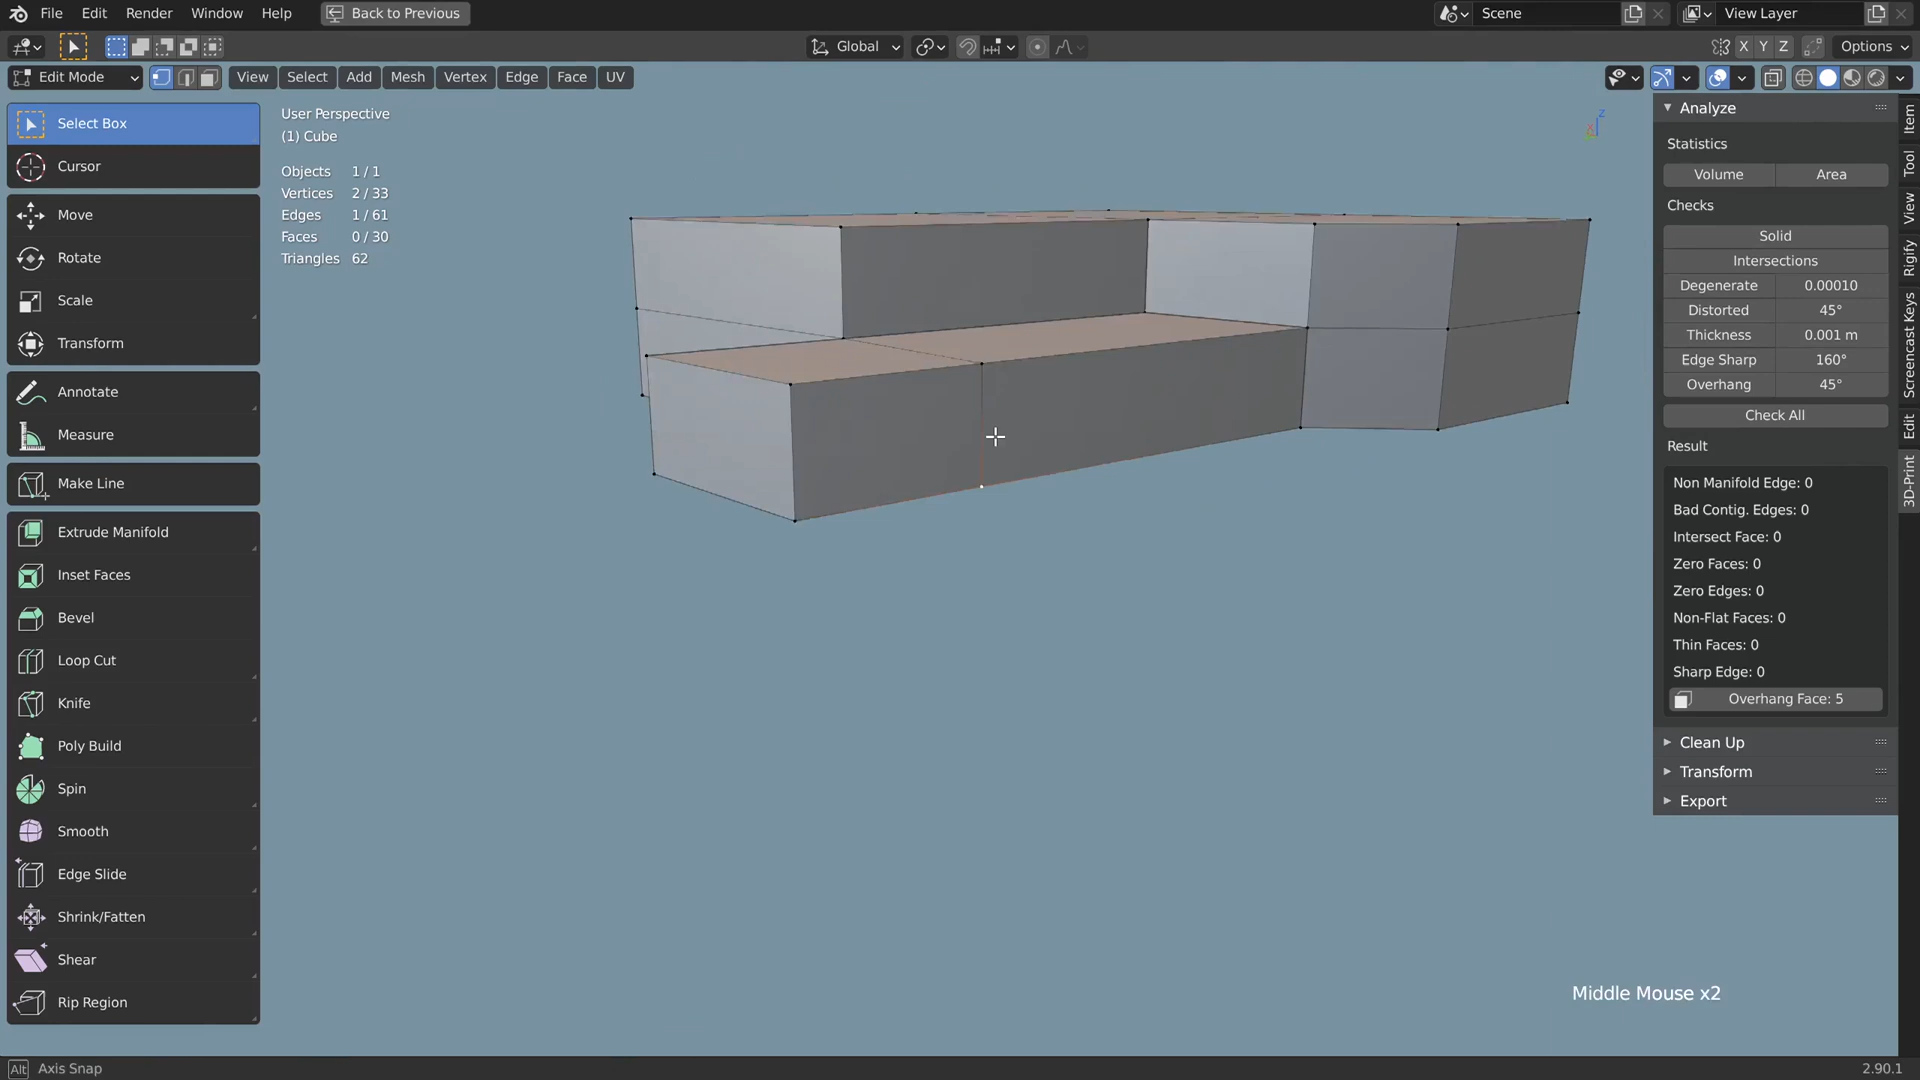 File Edit Render Window Help Back to Previous Scene View Layer
Global X Y Z Options
Edit Mode View Select Add Mesh Vertex Edge Face UV
Select Box
Cursor
Move
Rotate
Scale
Transform
Annotate
Measure
Make Line
Extrude Manifold
Inset Faces
Bevel
Loop Cut
Knife
Poly Build
Spin
Smooth
Edge Slide
Shrink/Fatten
Shear
Rip Region
User Perspective
(1) Cube
Objects 1 / 1
Vertices 2 / 33
Edges 1 / 61
Faces 0 / 30
Triangles 62
Z
X
Analyze
Statistics
Volume Area
Checks
Solid
Intersections
Degenerate 0.00010
Distorted 45°
Thickness 0.001 m
Edge Sharp 160°
Overhang 45°
Check All
Result
Non Manifold Edge: 0
Bad Contig. Edges: 0
Intersect Face: 0
Zero Faces: 0
Zero Edges: 0
Non-Flat Faces: 0
Thin Faces: 0
Sharp Edge: 0
Overhang Face: 5
Clean Up
Transform
Export
Item
Tool
View
Rigify
Screencast Keys
Edit
3D-Print
Middle Mouse x2
Alt Axis Snap
2.90.1